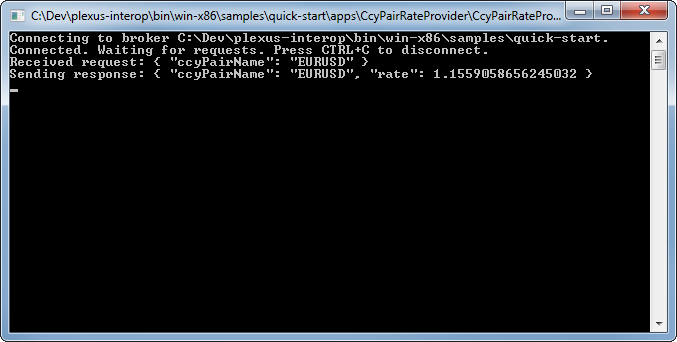 C:\Dev\plexus-interop\bin\win-x86\samples\quick-start\apps\CcyPairRateProvider\CcyPairRatePro...
Connecting to broker C:\Dev\plexus-interop\bin\win-x86\samples\quick-start.
Connected. Waiting for requests. Press CTRL+C to disconnect.
Received request: { "ccyPairName": "EURUSD" }
Sending response: { "ccyPairName": "EURUSD", "rate": 1.1559058656245032 }